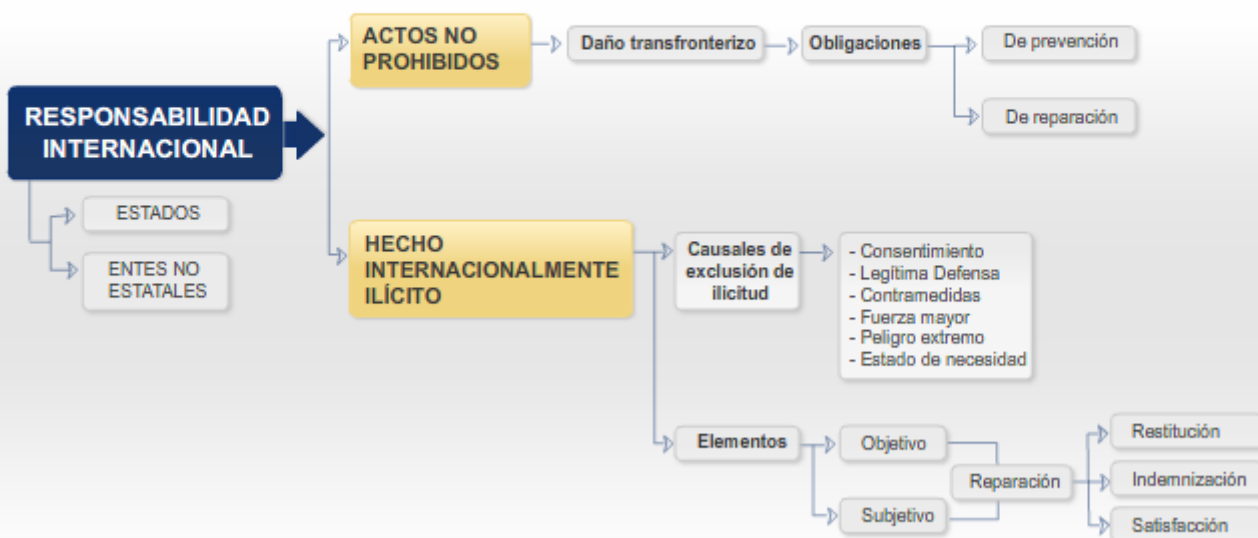 RESPONSABILIDAD
INTERNACIONAL
ESTADOS
ENTES NO
ESTATALES
ACTOS NO
PROHIBIDOS
Daño transfronterizo
Obligaciones
De prevención
De reparación
HECHO
INTERNACIONALMENTE
ILÍCITO
Causales de
exclusión de
ilicitud
- Consentimiento
- Legítima Defensa
- Contramedidas
- Fuerza mayor
- Peligro extremo
- Estado de necesidad
Elementos
Objetivo
Subjetivo
Reparación
Restitución
Indemnización
Satisfacción